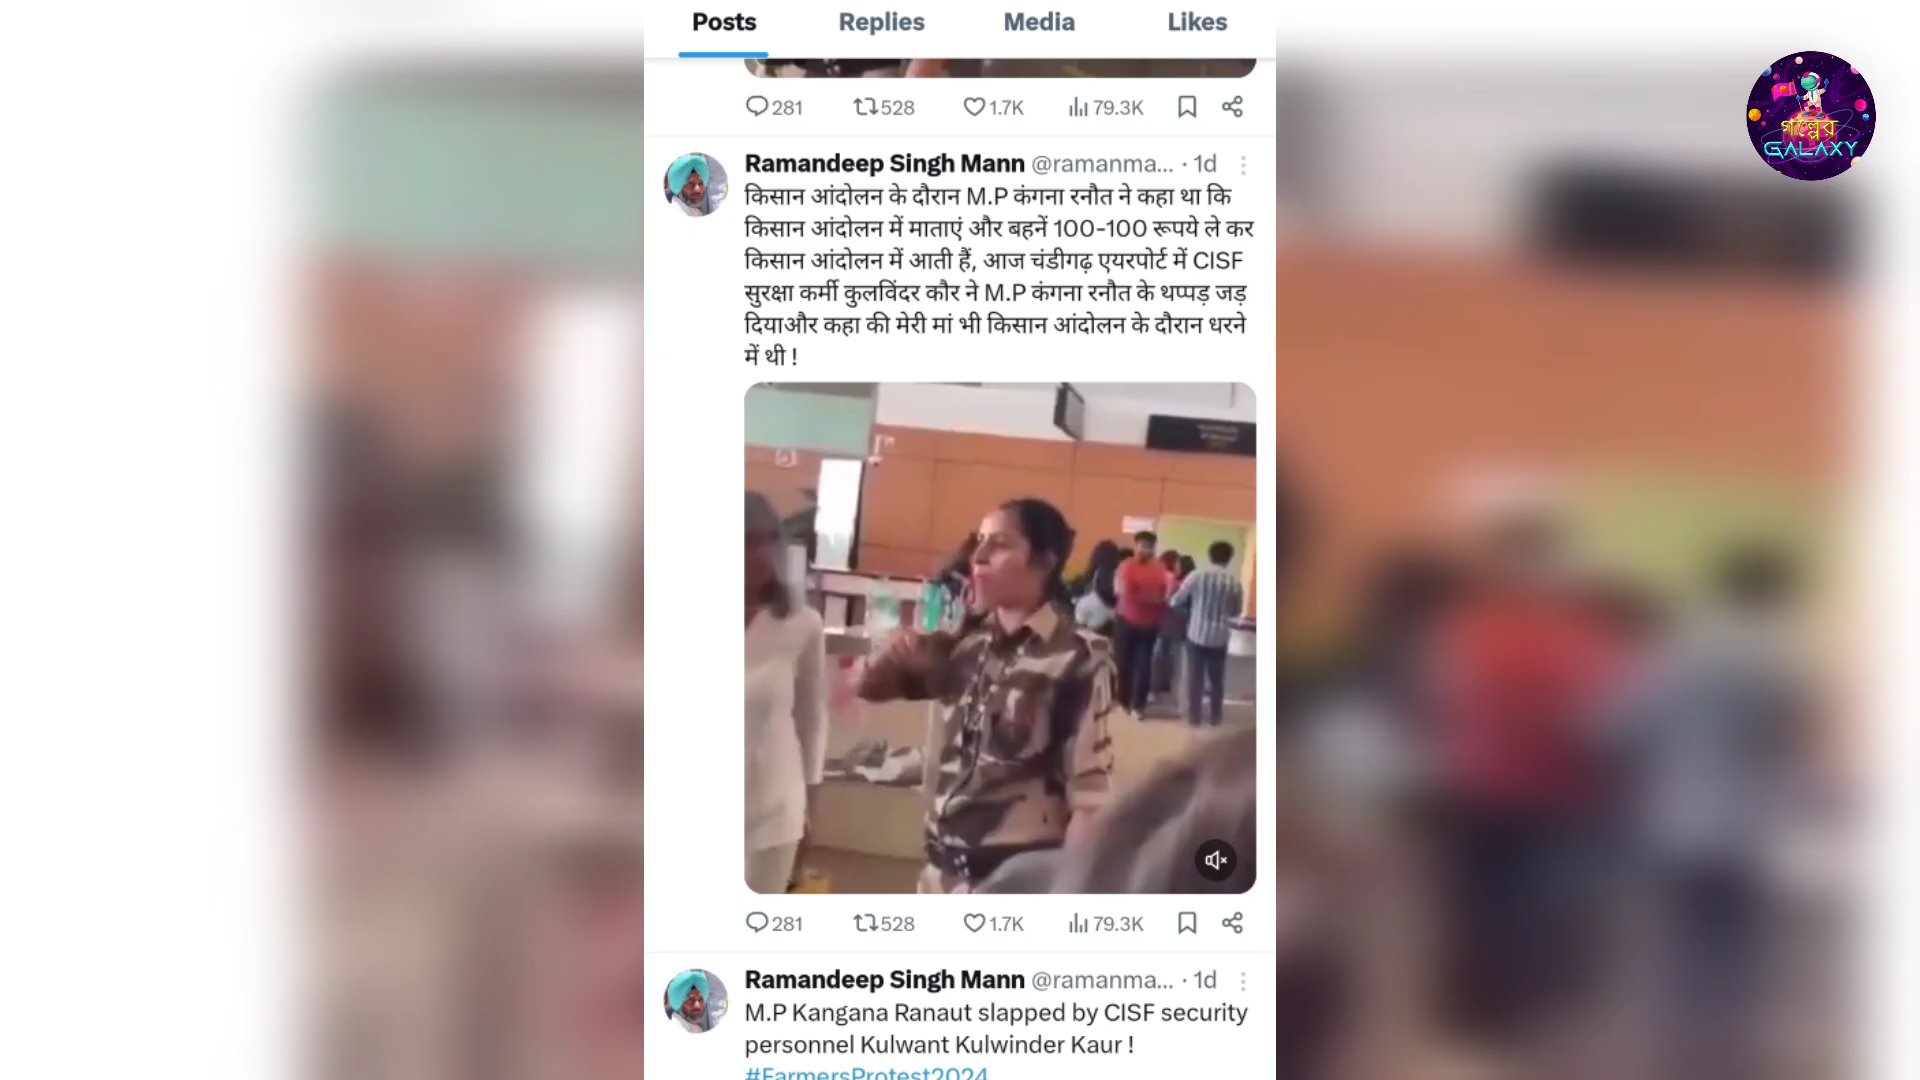 Posts
Replies
Media
Likes
281
528
1.7K
79.3K
গল্পের
GALAXY
Ramandeep Singh Mann @ramanma... · 1d
किसान आंदोलन के दौरान M.P कंगना रनौत ने कहा था कि
किसान आंदोलन में माताएं और बहनें 100-100 रूपये ले कर
किसान आंदोलन में आती हैं, आज चंडीगढ़ एयरपोर्ट में CISF
सुरक्षा कर्मी कुलविंदर कौर ने M.P कंगना रनौत के थप्पड़ जड़
दियाऔर कहा की मेरी मां भी किसान आंदोलन के दौरान धरने
में थी !
281
528
1.7K
79.3K
Ramandeep Singh Mann @ramanma... · 1d
M.P Kangana Ranaut slapped by CISF security
personnel Kulwant Kulwinder Kaur !
#FarmersProtest2024